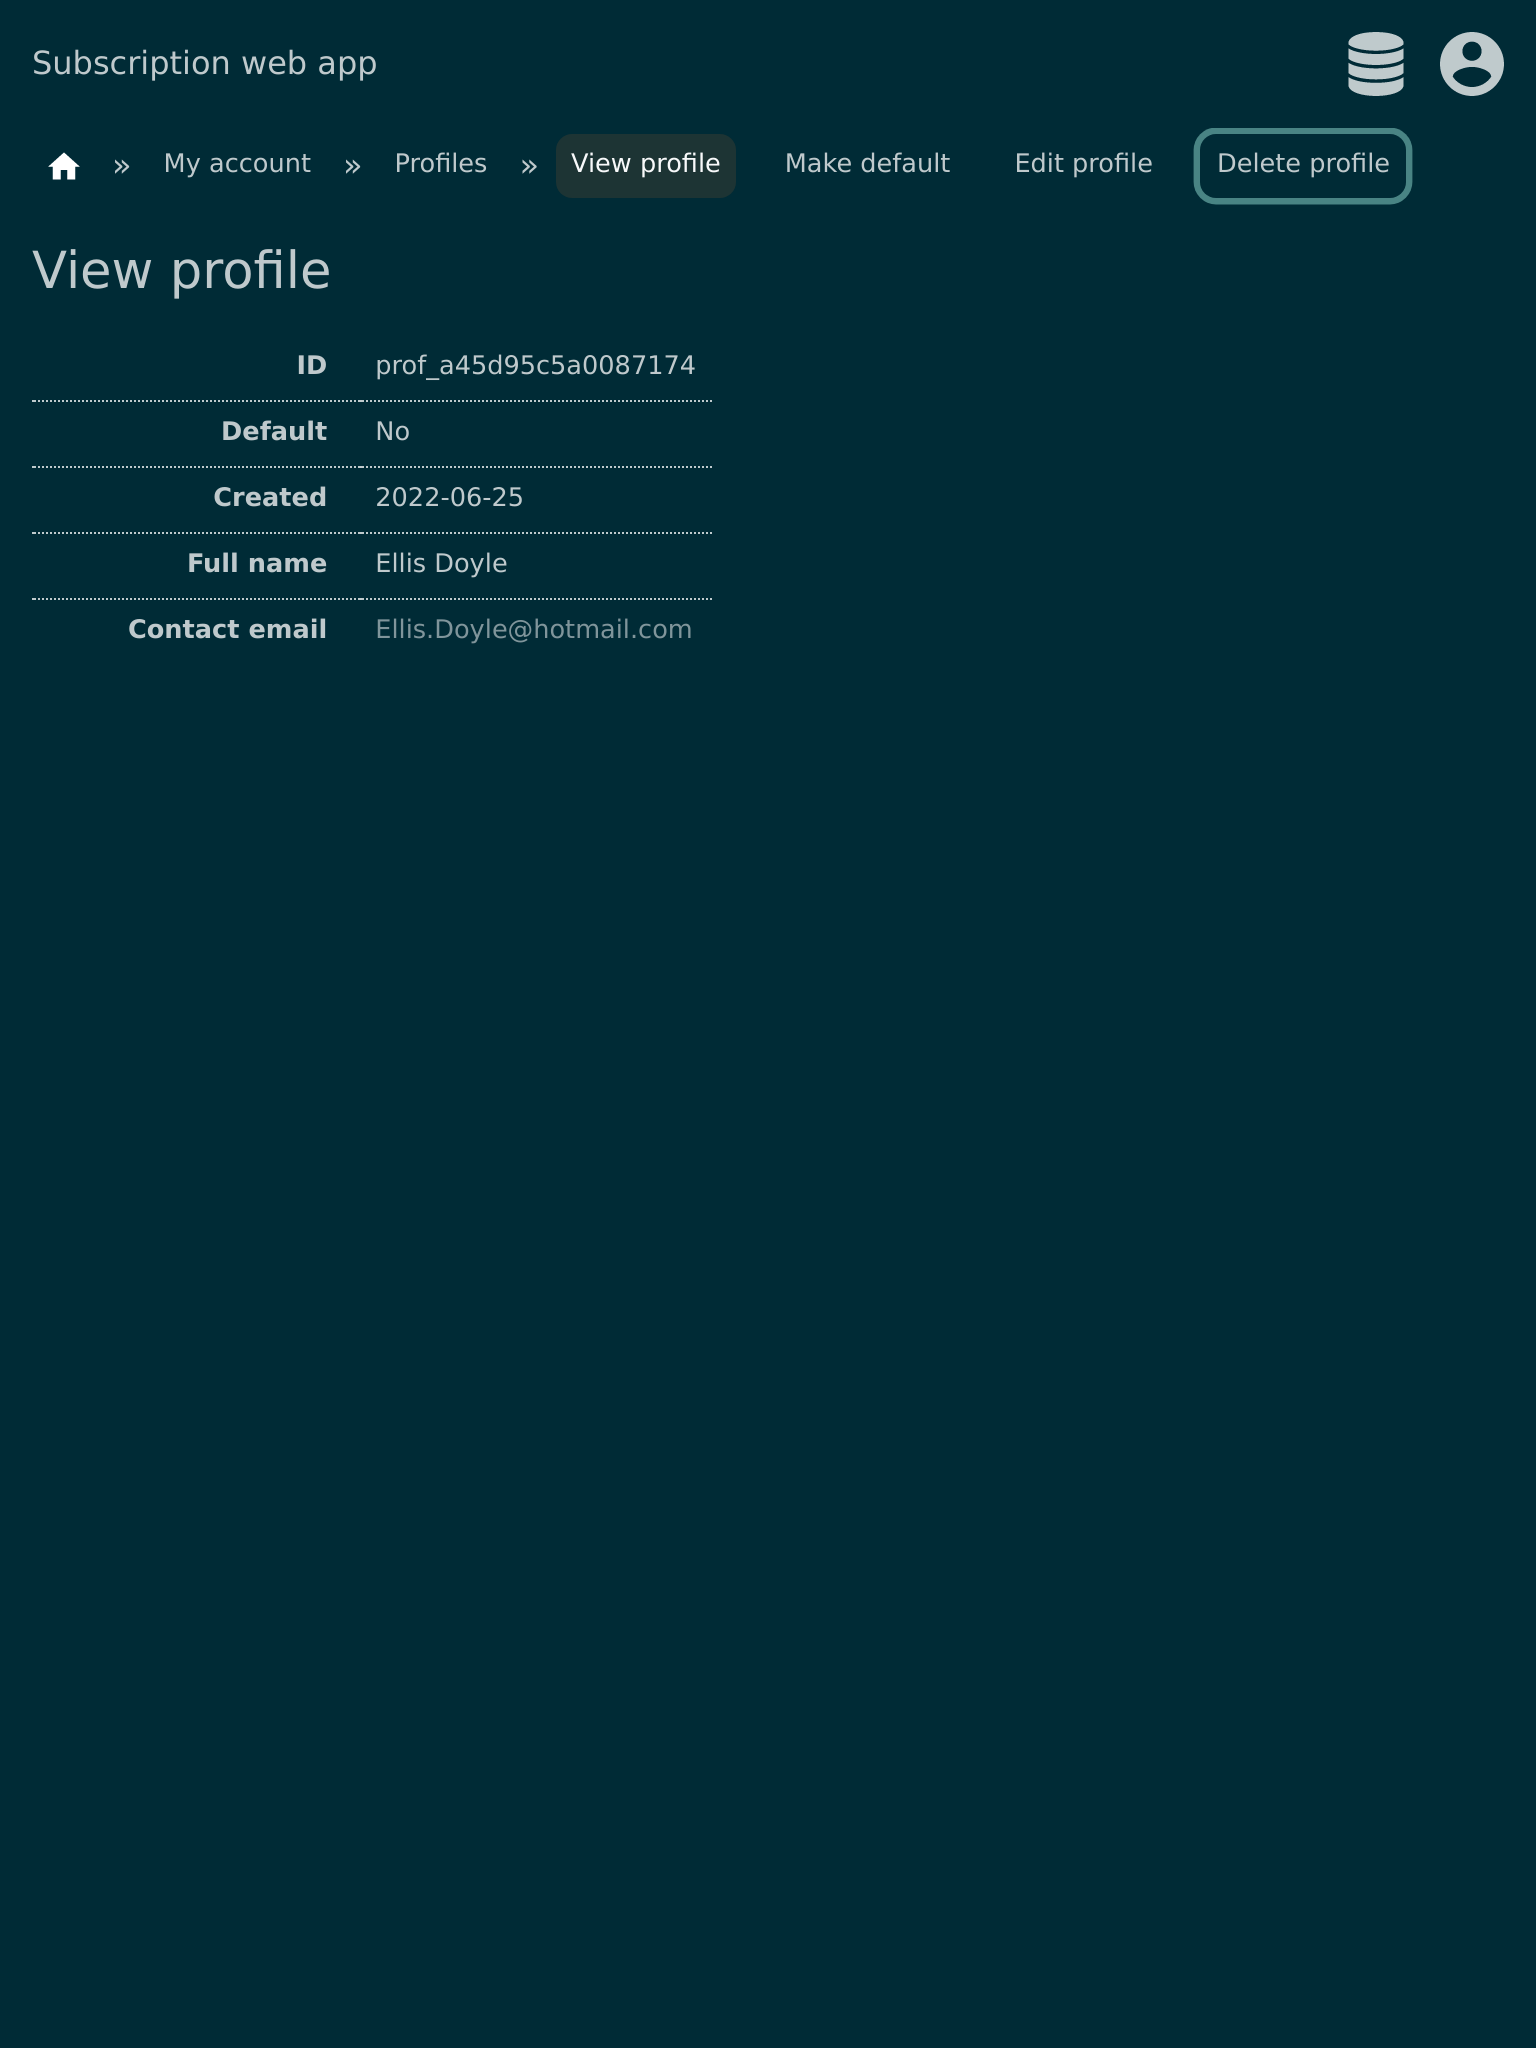 Subscription web app
» My account » Profiles » View profile Make default Edit profile Delete profile
View profile
ID prof_a45d95c5a0087174
Default No
Created 2022-06-25
Full name Ellis Doyle
Contact email Ellis.Doyle@hotmail.com